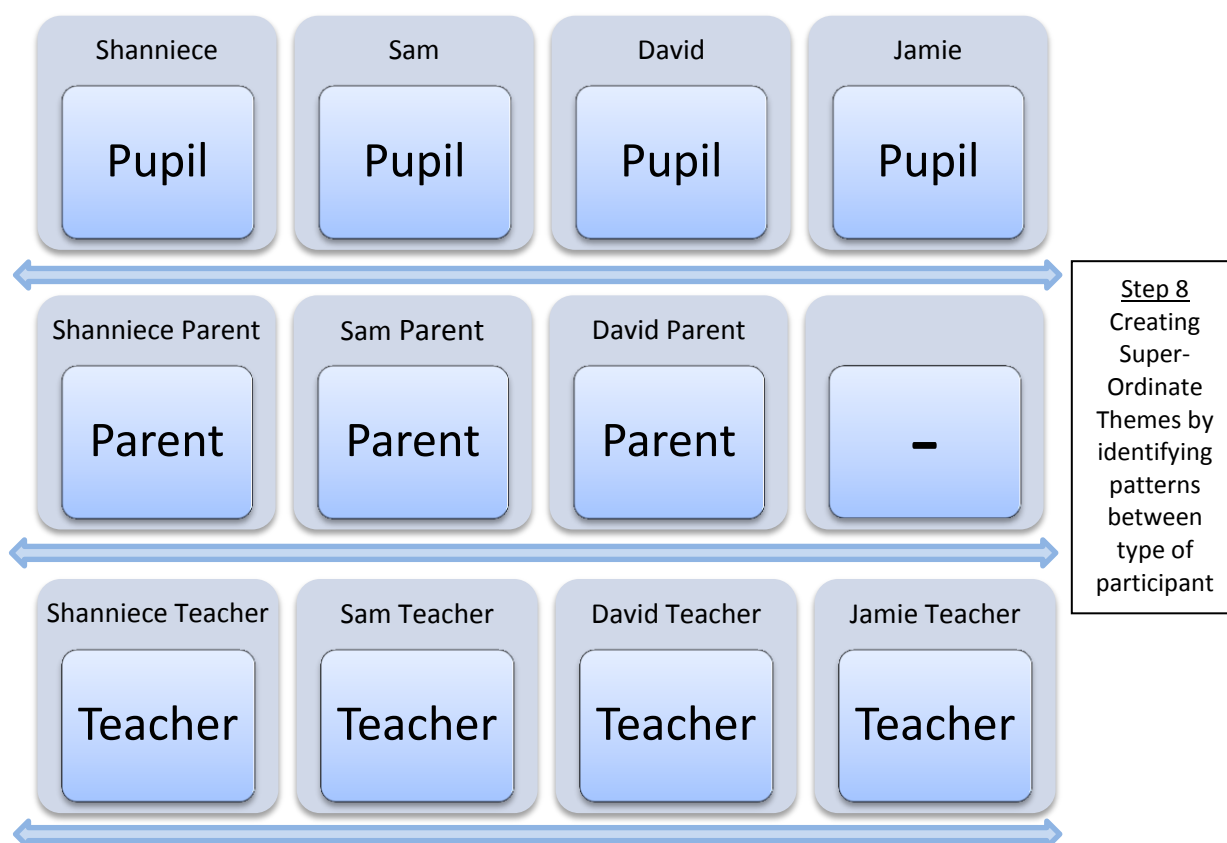 Shanniece
Sam
David
Jamie
Pupil
Pupil
Pupil
Pupil
Shanniece Parent
Sam Parent
David Parent
Parent
Parent
Parent
-
Shanniece Teacher
Sam Teacher
David Teacher
Jamie Teacher
Teacher
Teacher
Teacher
Teacher
Step 8
Creating
Super-
Ordinate
Themes by
identifying
patterns
between
type of
participant